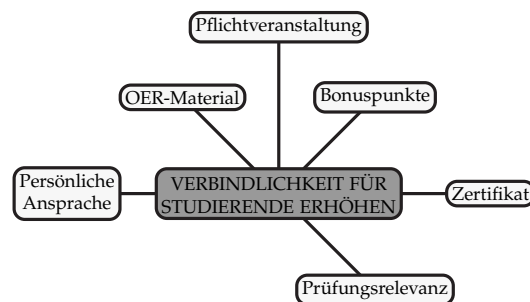 Pflichtveranstaltung
OER-Material
Bonuspunkte
Persönliche
Ansprache
VERBINDLICHKEIT FÜR
STUDIERENDE ERHÖHEN
Zertifikat
Prüfungsrelevanz